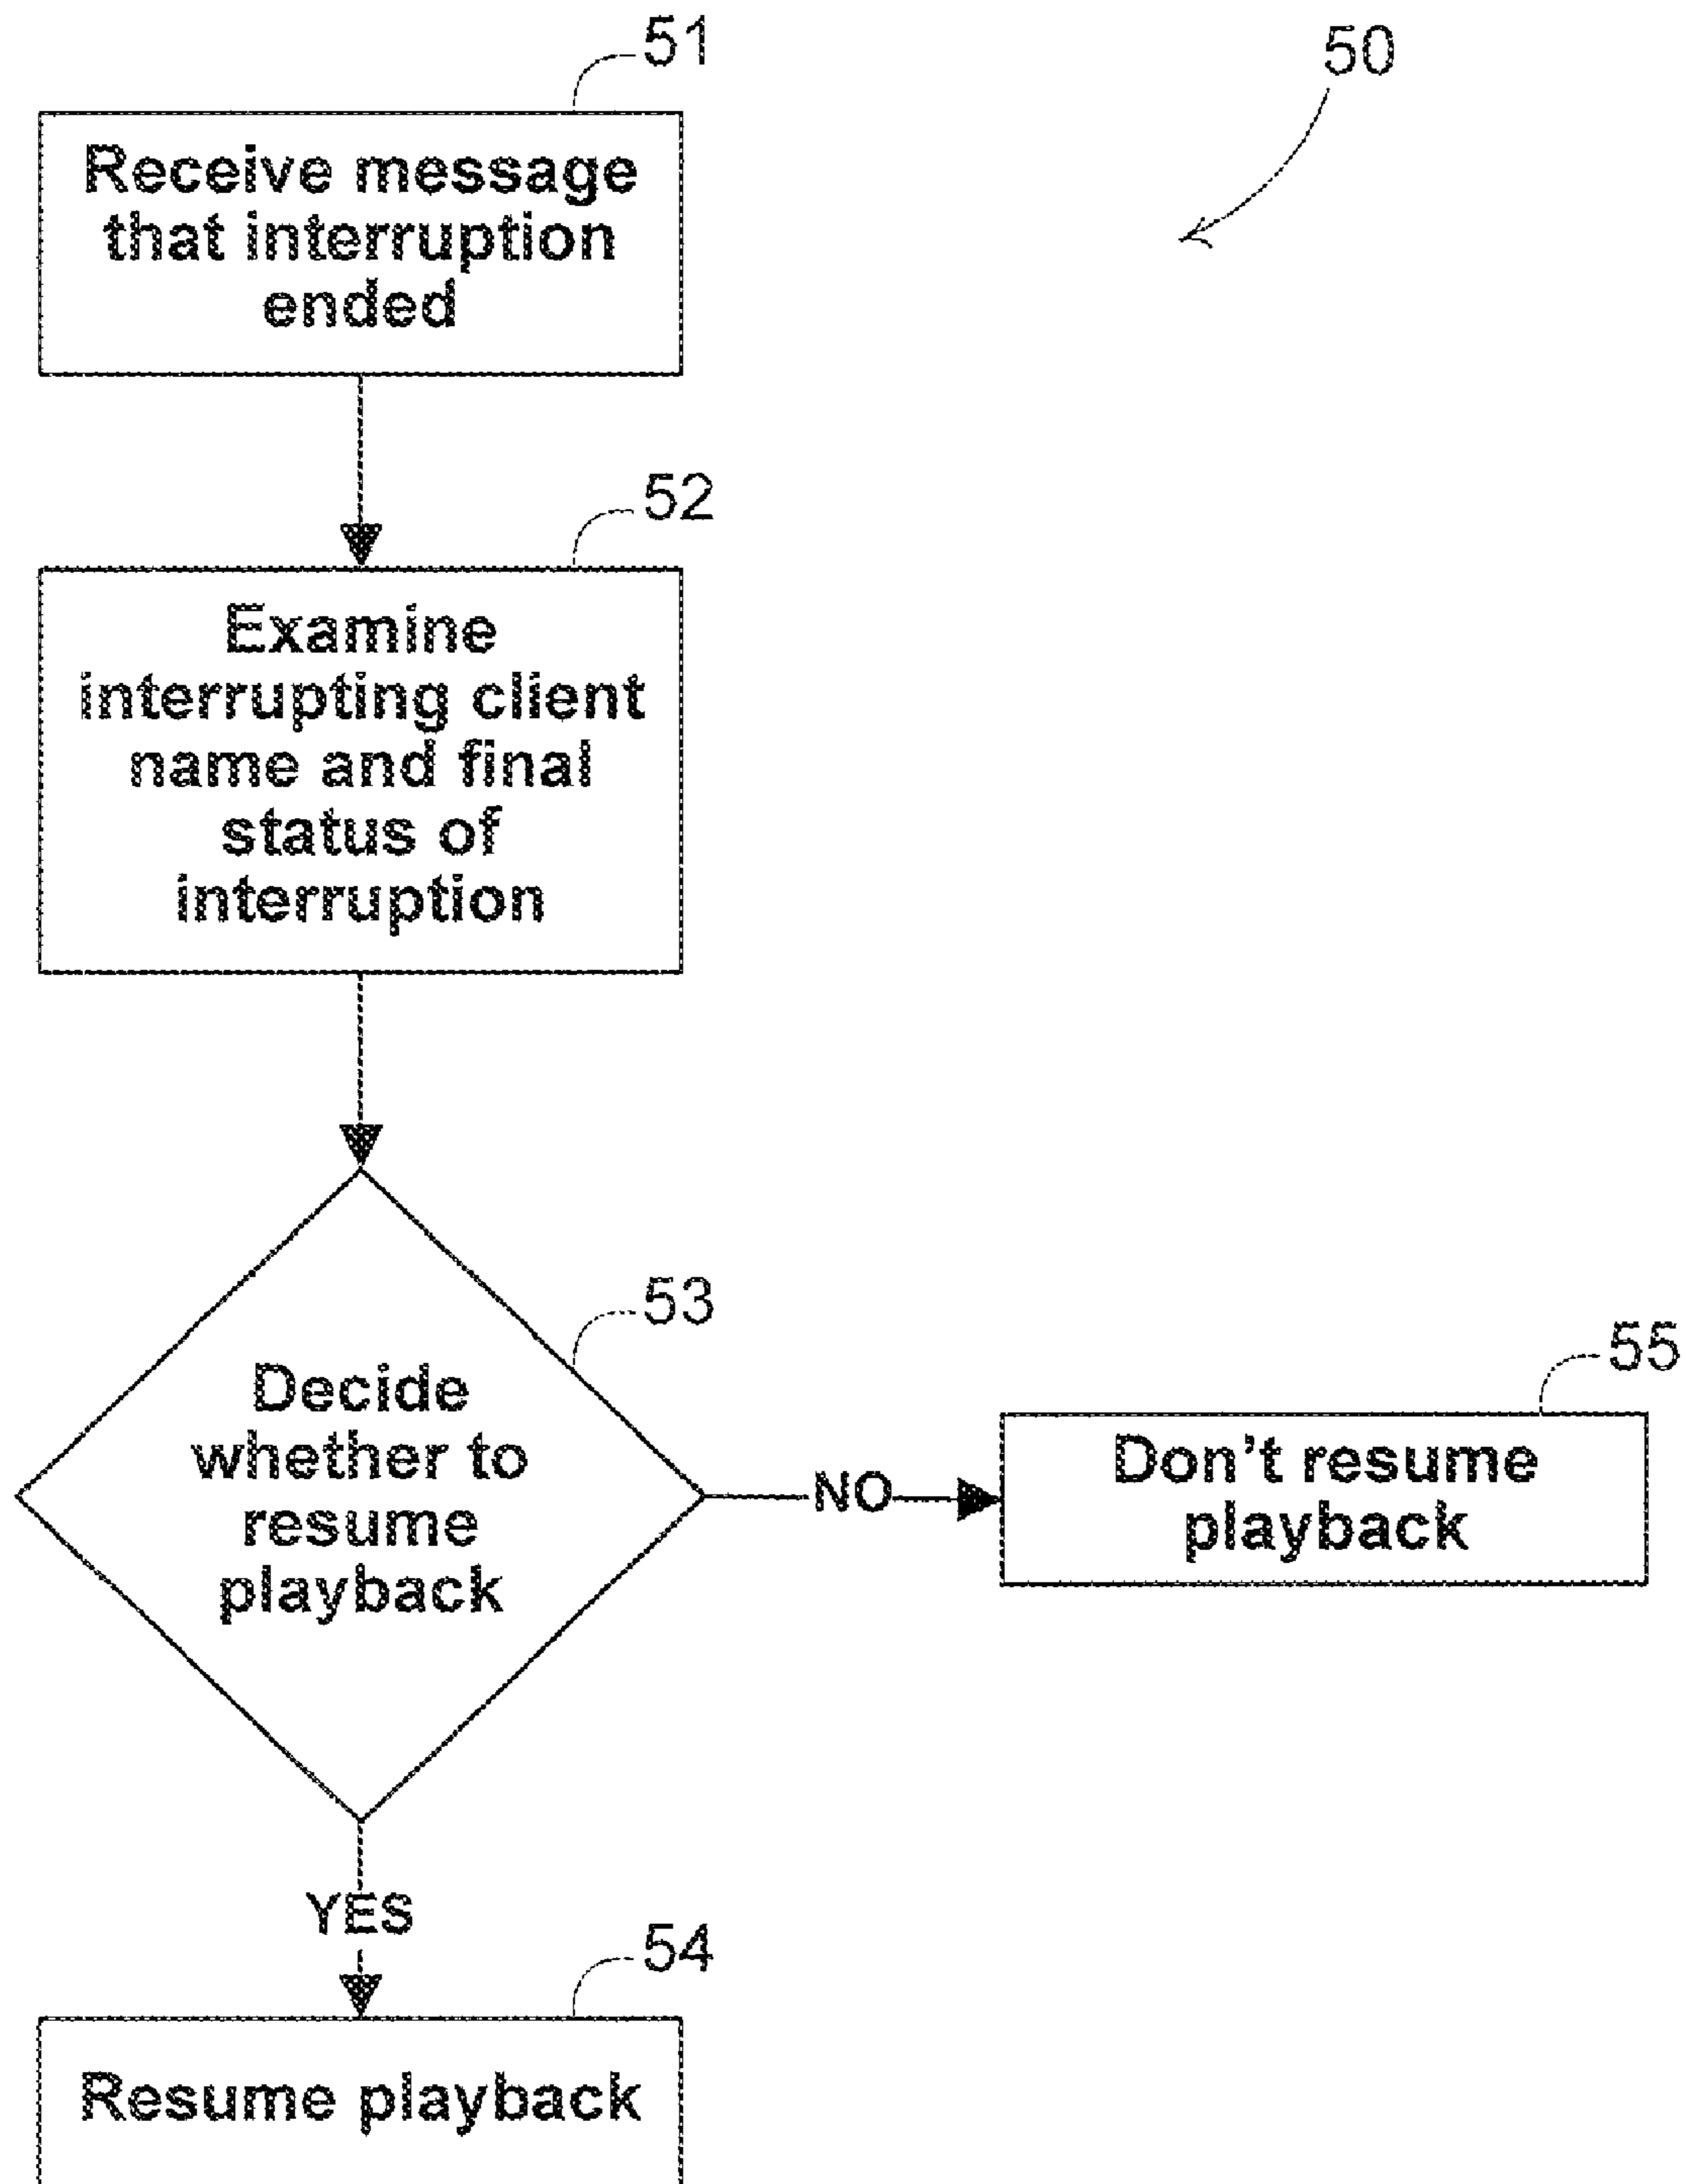 51
50
Receive message
that interruption
ended
52
Examine
interrupting client
name and final
status of
interruption
53
Decide
whether to
resume
playback
NO
55
Don't resume
playback
YES
54
Resume playback